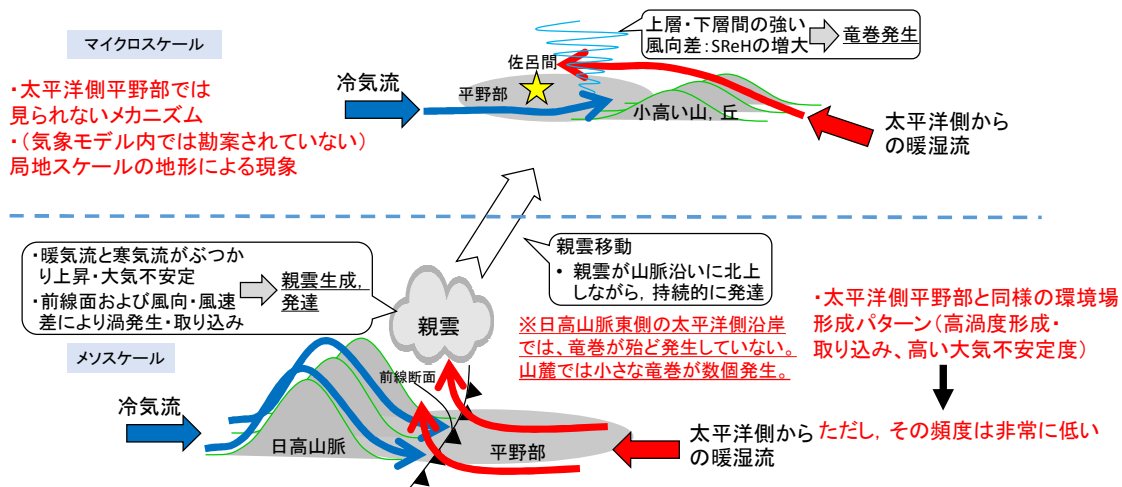 マイクロスケール
・太平洋側平野部では
見られないメカニズム
・（気象モデル内では勘案されていない）
局地スケールの地形による現象
冷気流
平野部
佐呂間
上層・下層間の強い
風向差：SReHの増大
竜巻発生
小高い山，丘
太平洋側から
の暖湿流
・暖気流と寒気流がぶつか
り上昇・大気不安定
・前線面および風向・風速
差により渦発生・取り込み
親雲生成，
発達
親雲
親雲移動
• 親雲が山脈沿いに北上
しながら，持続的に発達
※日高山脈東側の太平洋側沿岸
では、竜巻が殆ど発生していない。
山麓では小さな竜巻が数個発生。
・太平洋側平野部と同様の環境場
形成パターン（高渦度形成・
取り込み、高い大気不安定度）
ただし，その頻度は非常に低い
メソスケール
冷気流
日高山脈
前線断面
平野部
太平洋側から
の暖湿流